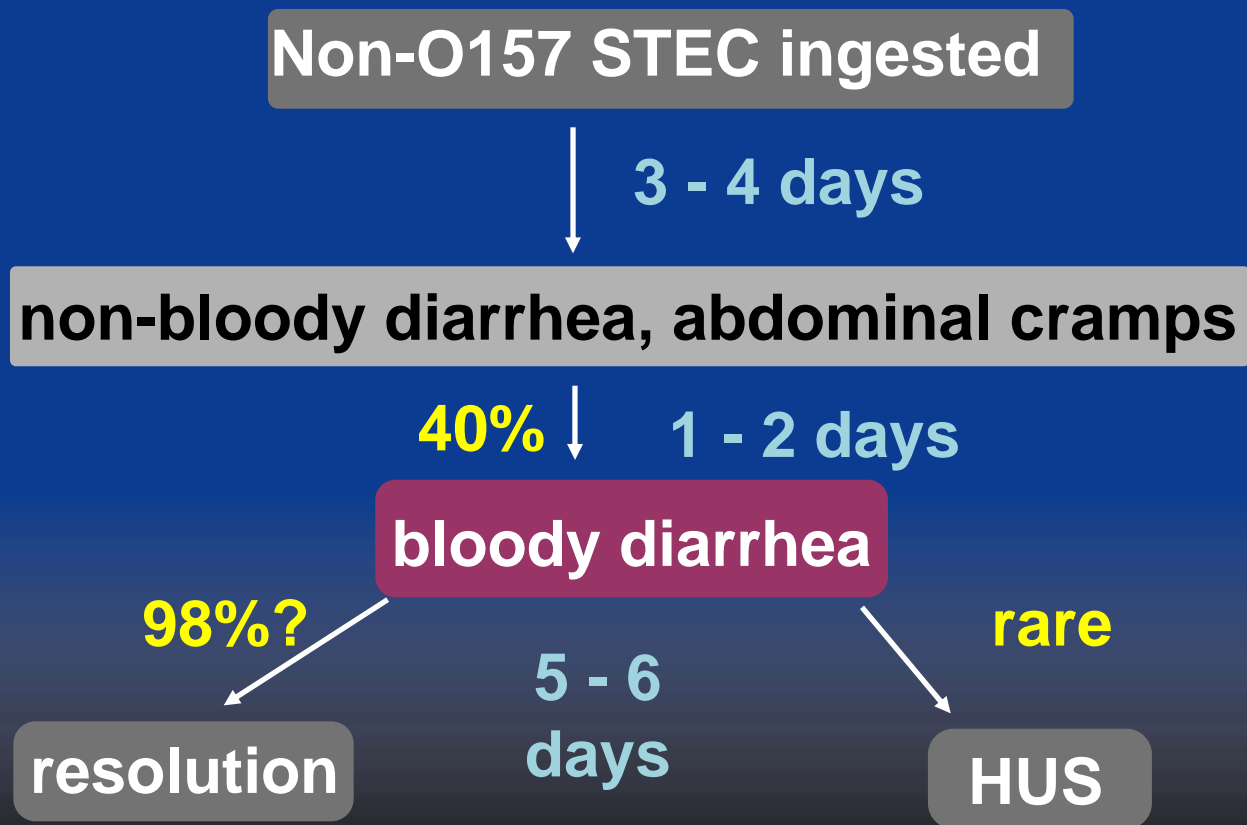 Non-O157 STEC ingested
3 - 4 days
non-bloody diarrhea, abdominal cramps
40%
1 - 2 days
bloody diarrhea
98%?
rare
5 - 6
days
resolution
HUS